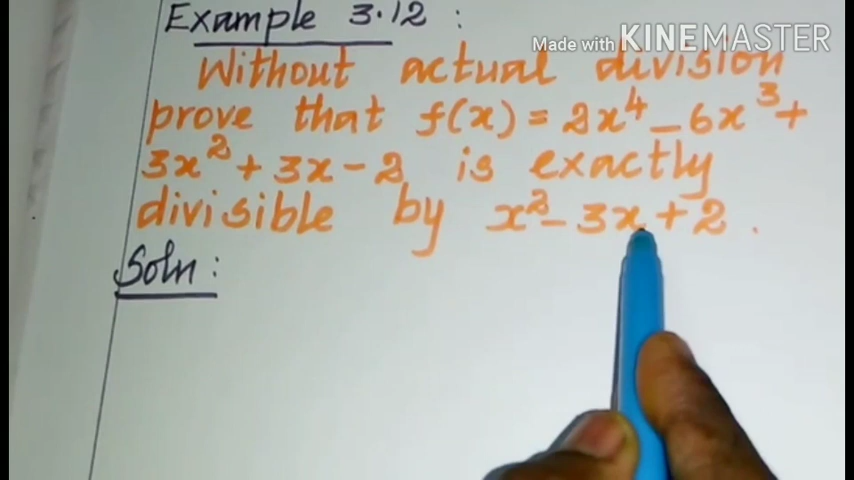 Example 3.12 :
Made with KINEMASTER
Without actual division
prove that f(x) = 2x⁴ - 6x³ +
3x² + 3x - 2 is exactly
divisible by x² - 3x + 2 .
Soln :